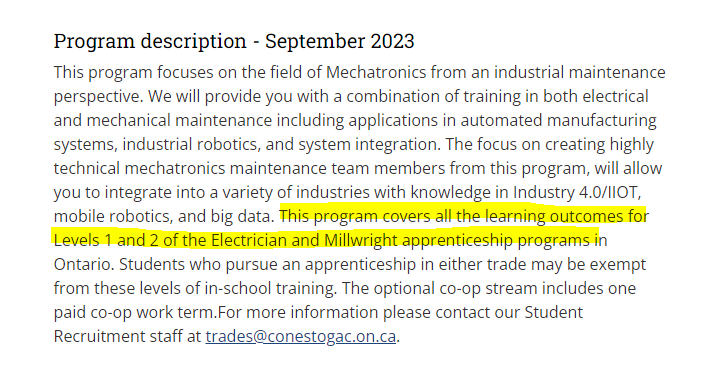 Program description - September 2023
This program focuses on the field of Mechatronics from an industrial maintenance
perspective. We will provide you with a combination of training in both electrical
and mechanical maintenance including applications in automated manufacturing
systems, industrial robotics, and system integration. The focus on creating highly
technical mechatronics maintenance team members from this program, will allow
you to integrate into a variety of industries with knowledge in Industry 4.0/IIOT,
mobile robotics, and big data. This program covers all the learning outcomes for
Levels 1 and 2 of the Electrician and Millwright apprenticeship programs in
Ontario. Students who pursue an apprenticeship in either trade may be exempt
from these levels of in-school training. The optional co-op stream includes one
paid co-op work term.For more information please contact our Student
Recruitment staff at trades@conestogac.on.ca.